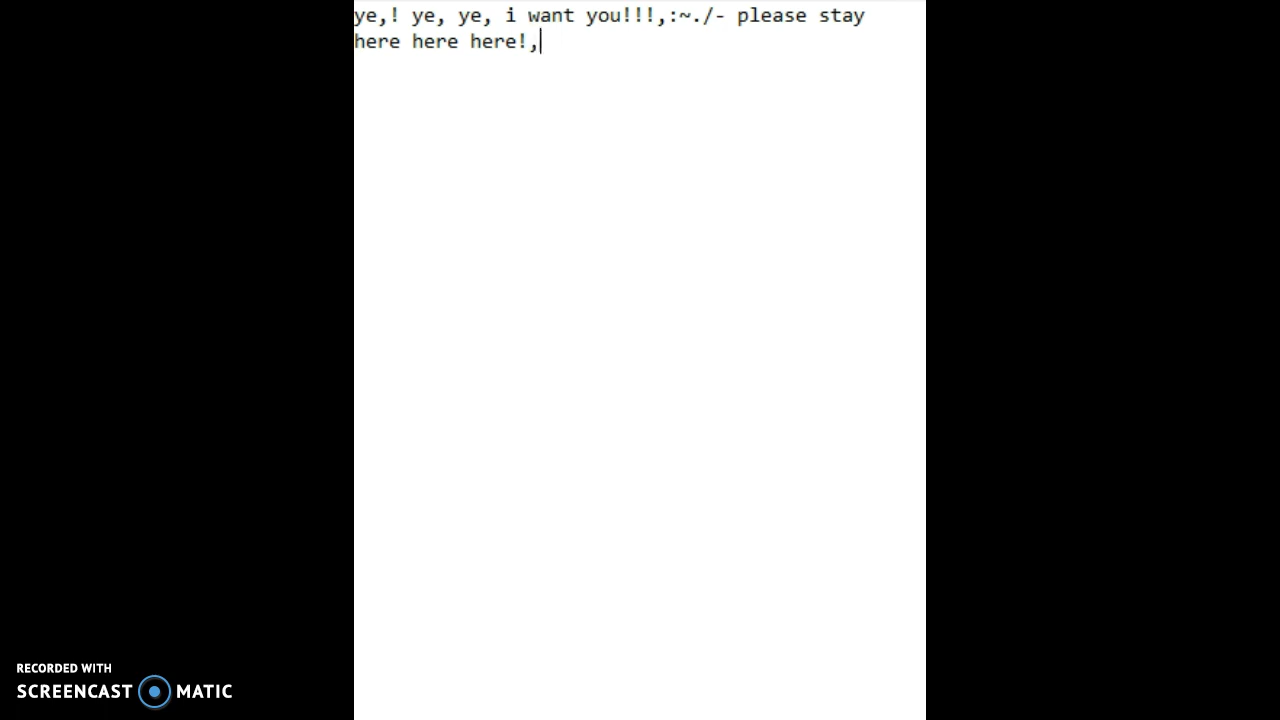 ye,! ye, ye, i want you!!!,:~./- please stay
here here here!,
RECORDED WITH
SCREENCAST MATIC